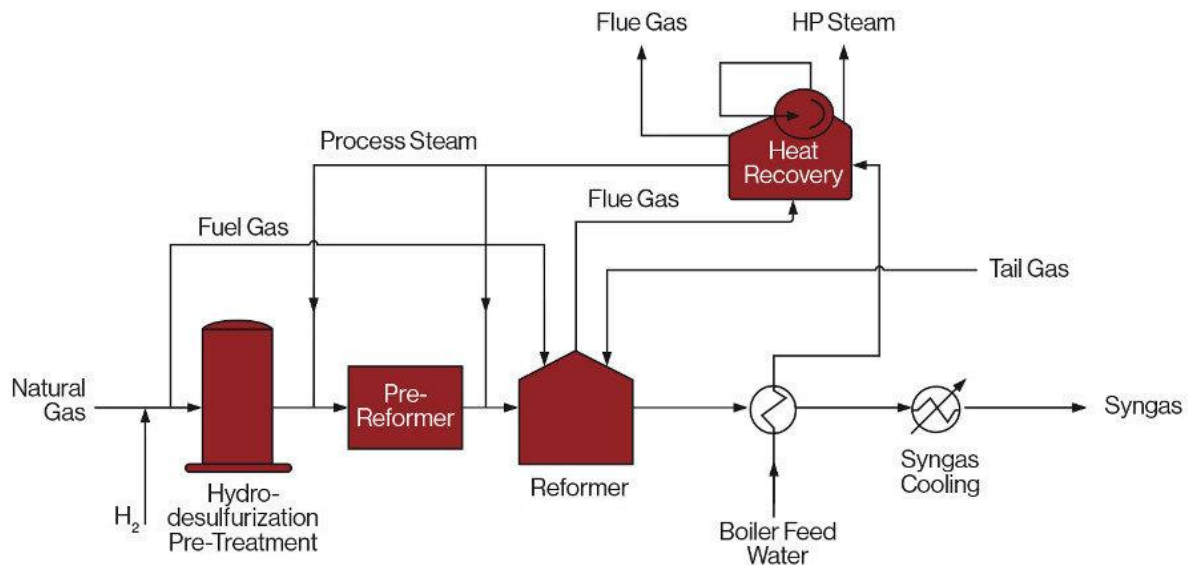 Flue Gas
HP Steam
Heat
Recovery
Process Steam
Flue Gas
Fuel Gas
Tail Gas
Natural
Gas
Pre-
Reformer
Syngas
H₂
Hydro-
desulfurization
Pre-Treatment
Reformer
Syngas
Cooling
Boiler Feed
Water